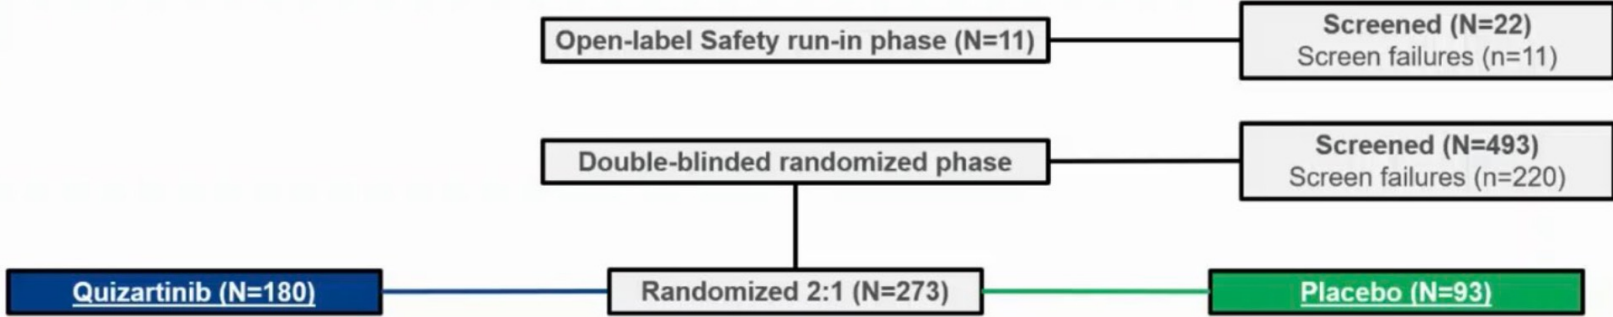 Open-label Safety run-in phase (N=11)
Screened (N=22)
Screen failures (n=11)
Double-blinded randomized phase
Screened (N=493)
Screen failures (n=220)
Quizartinib (N=180)
Randomized 2:1 (N=273)
Placebo (N=93)